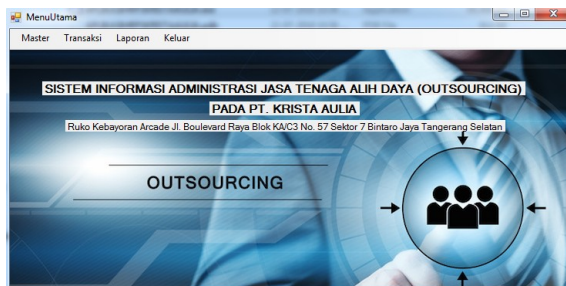 MenuUtama
Master Transaksi Laporan Keluar
SISTEM INFORMASI ADMINISTRASI JASA TENAGA ALIH DAYA (OUTSOURCING)
PADA PT. KRISTA AULIA
Ruko Kebayoran Arcade Jl. Boulevard Raya Blok KA/C3 No. 57 Sektor 7 Bintaro Jaya Tangerang Selatan
OUTSOURCING